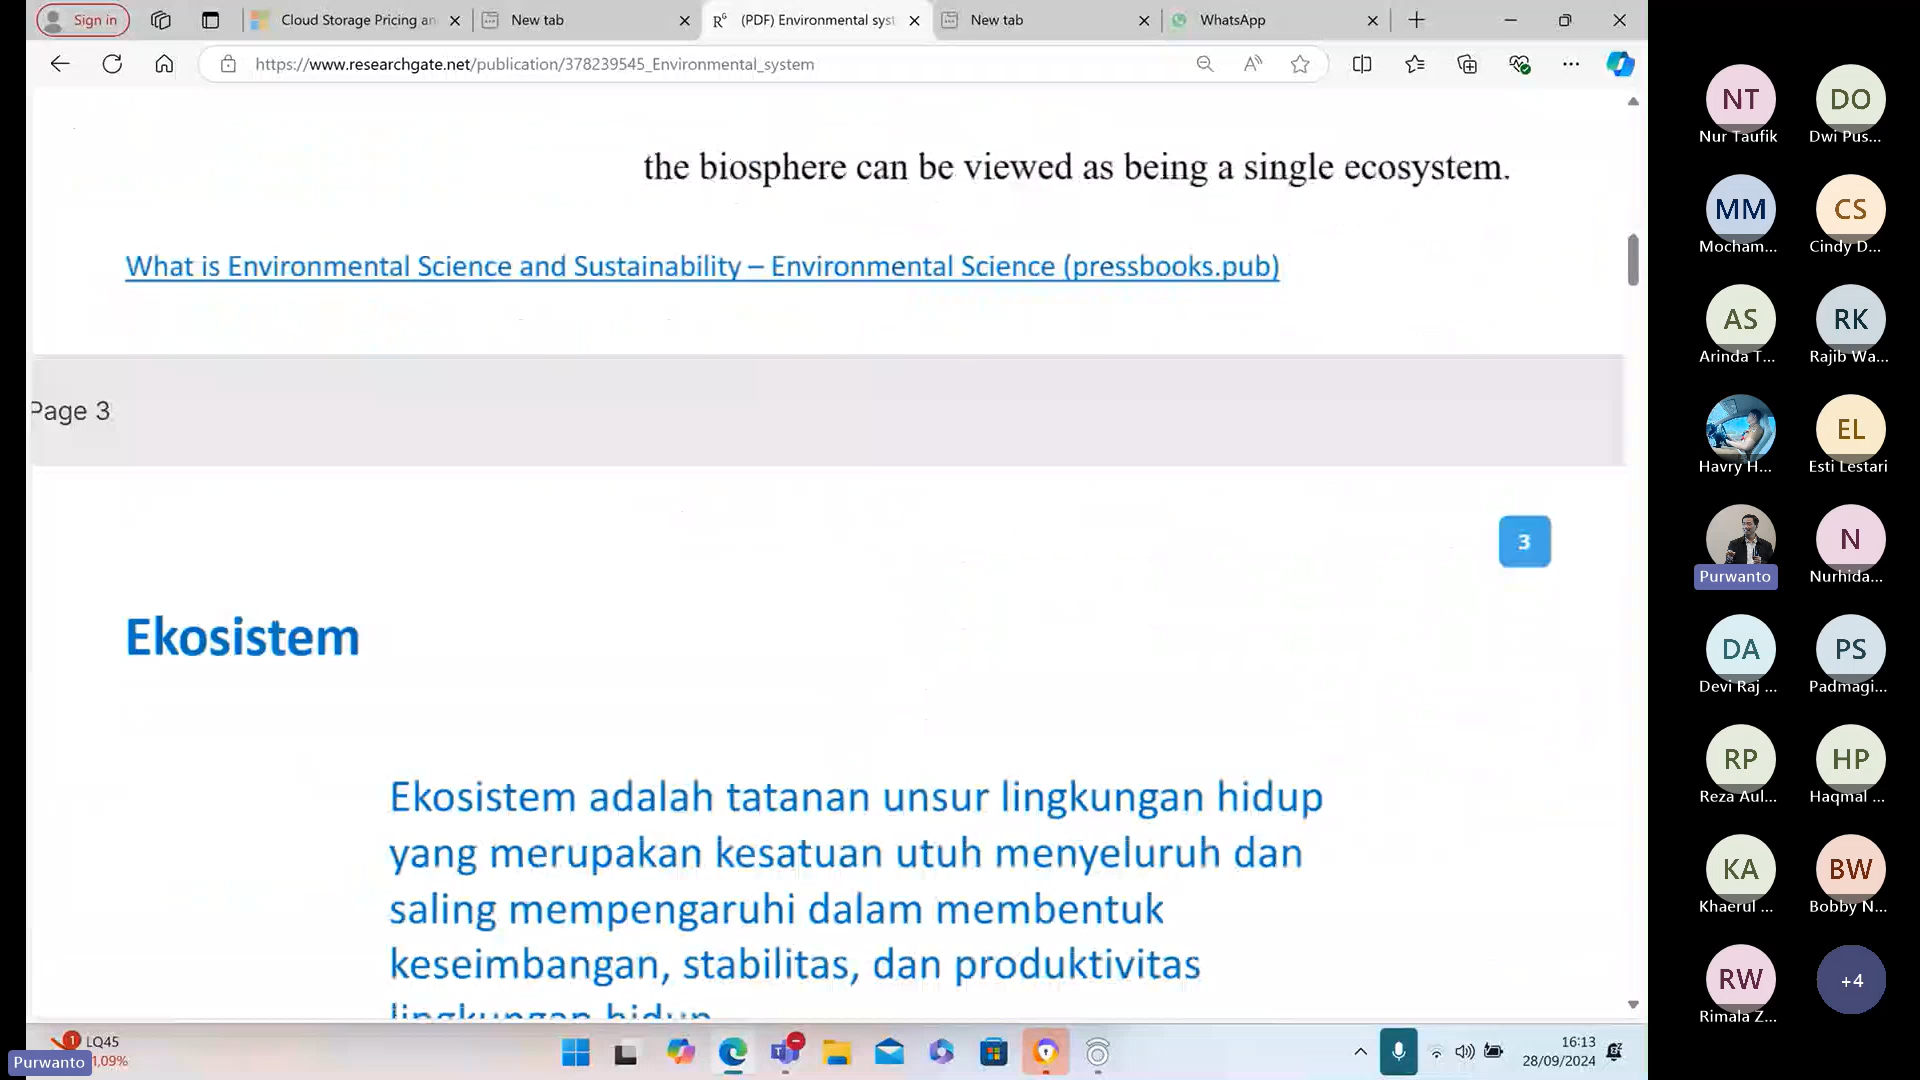 Sign in
Cloud Storage Pricing an
New tab
(PDF) Environmental syst
New tab
WhatsApp
https://www.researchgate.net/publication/378239545_Environmental_system
the biosphere can be viewed as being a single ecosystem.
What is Environmental Science and Sustainability – Environmental Science (pressbooks.pub)
Page 3
3
Ekosistem
Ekosistem adalah tatanan unsur lingkungan hidup
yang merupakan kesatuan utuh menyeluruh dan
saling mempengaruhi dalam membentuk
keseimbangan, stabilitas, dan produktivitas
lingkungan hidup
NT
Nur Taufik
DO
Dwi Pus...
MM
Mocham...
CS
Cindy D...
AS
Arinda T...
RK
Rajib Wa...
Havry H...
EL
Esti Lestari
Purwanto
N
Nurhida...
DA
Devi Raj ...
PS
Padmagi...
RP
Reza Aul...
HP
Haqmal ...
KA
Khaerul ...
BW
Bobby N...
RW
Rimala Z...
+4
1
LQ45
1,09%
Purwanto
16:13
28/09/2024